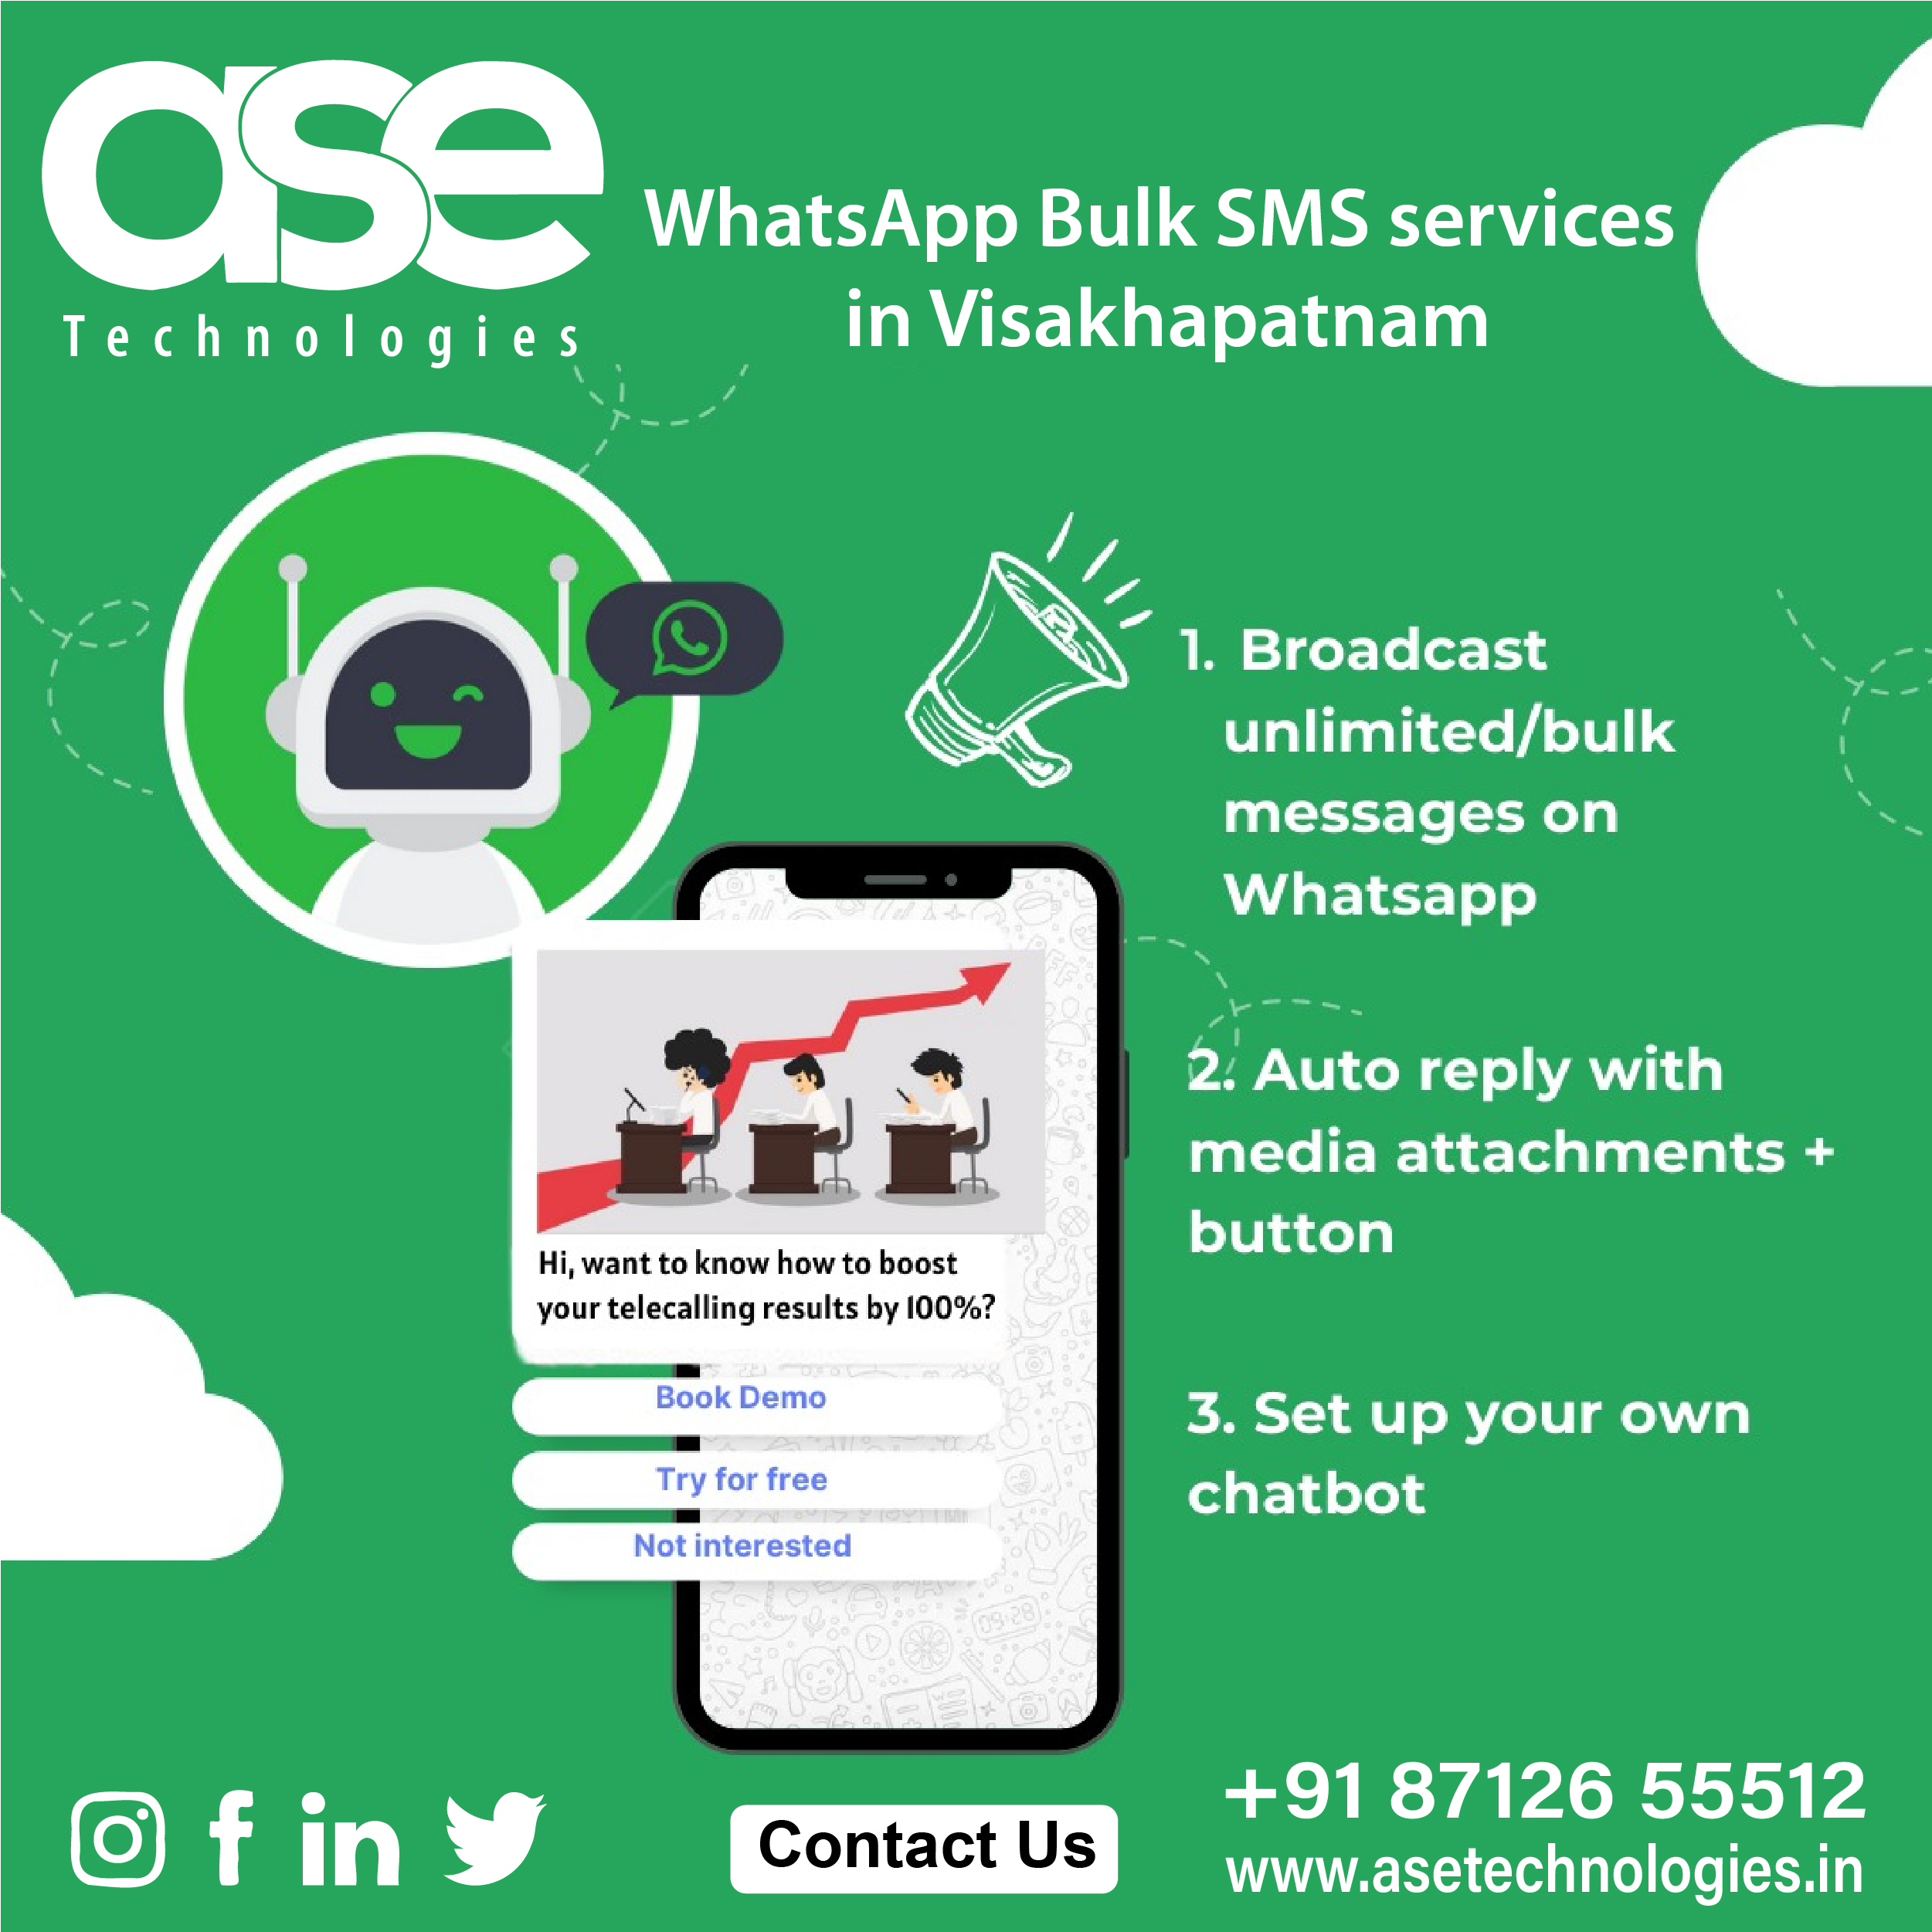 ase
Technologies
WhatsApp Bulk SMS services
in Visakhapatnam
1. Broadcast
unlimited/bulk
messages on
Whatsapp
2. Auto reply with
media attachments +
button
3. Set up your own
chatbot
Hi, want to know how to boost
your telecalling results by 100%?
Book Demo
Try for free
Not interested
in
Contact Us
+91 87126 55512
www.asetechnologies.in